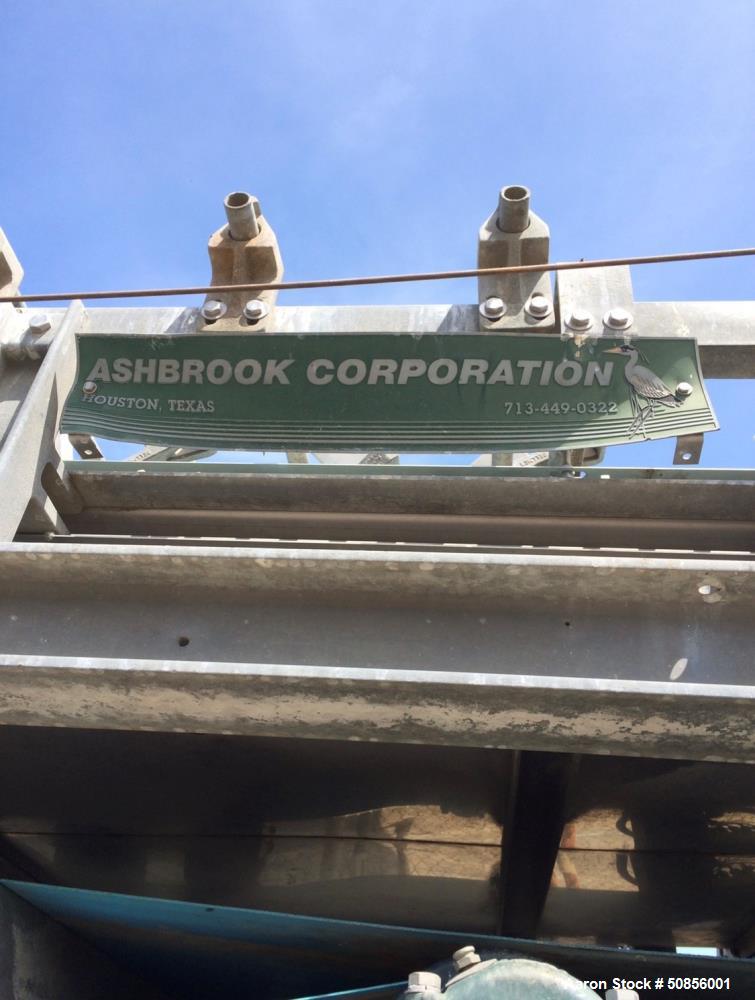 ASHBROOK CORPORATION
HOUSTON, TEXAS 713-449-0322
Aaron Stock # 50856001